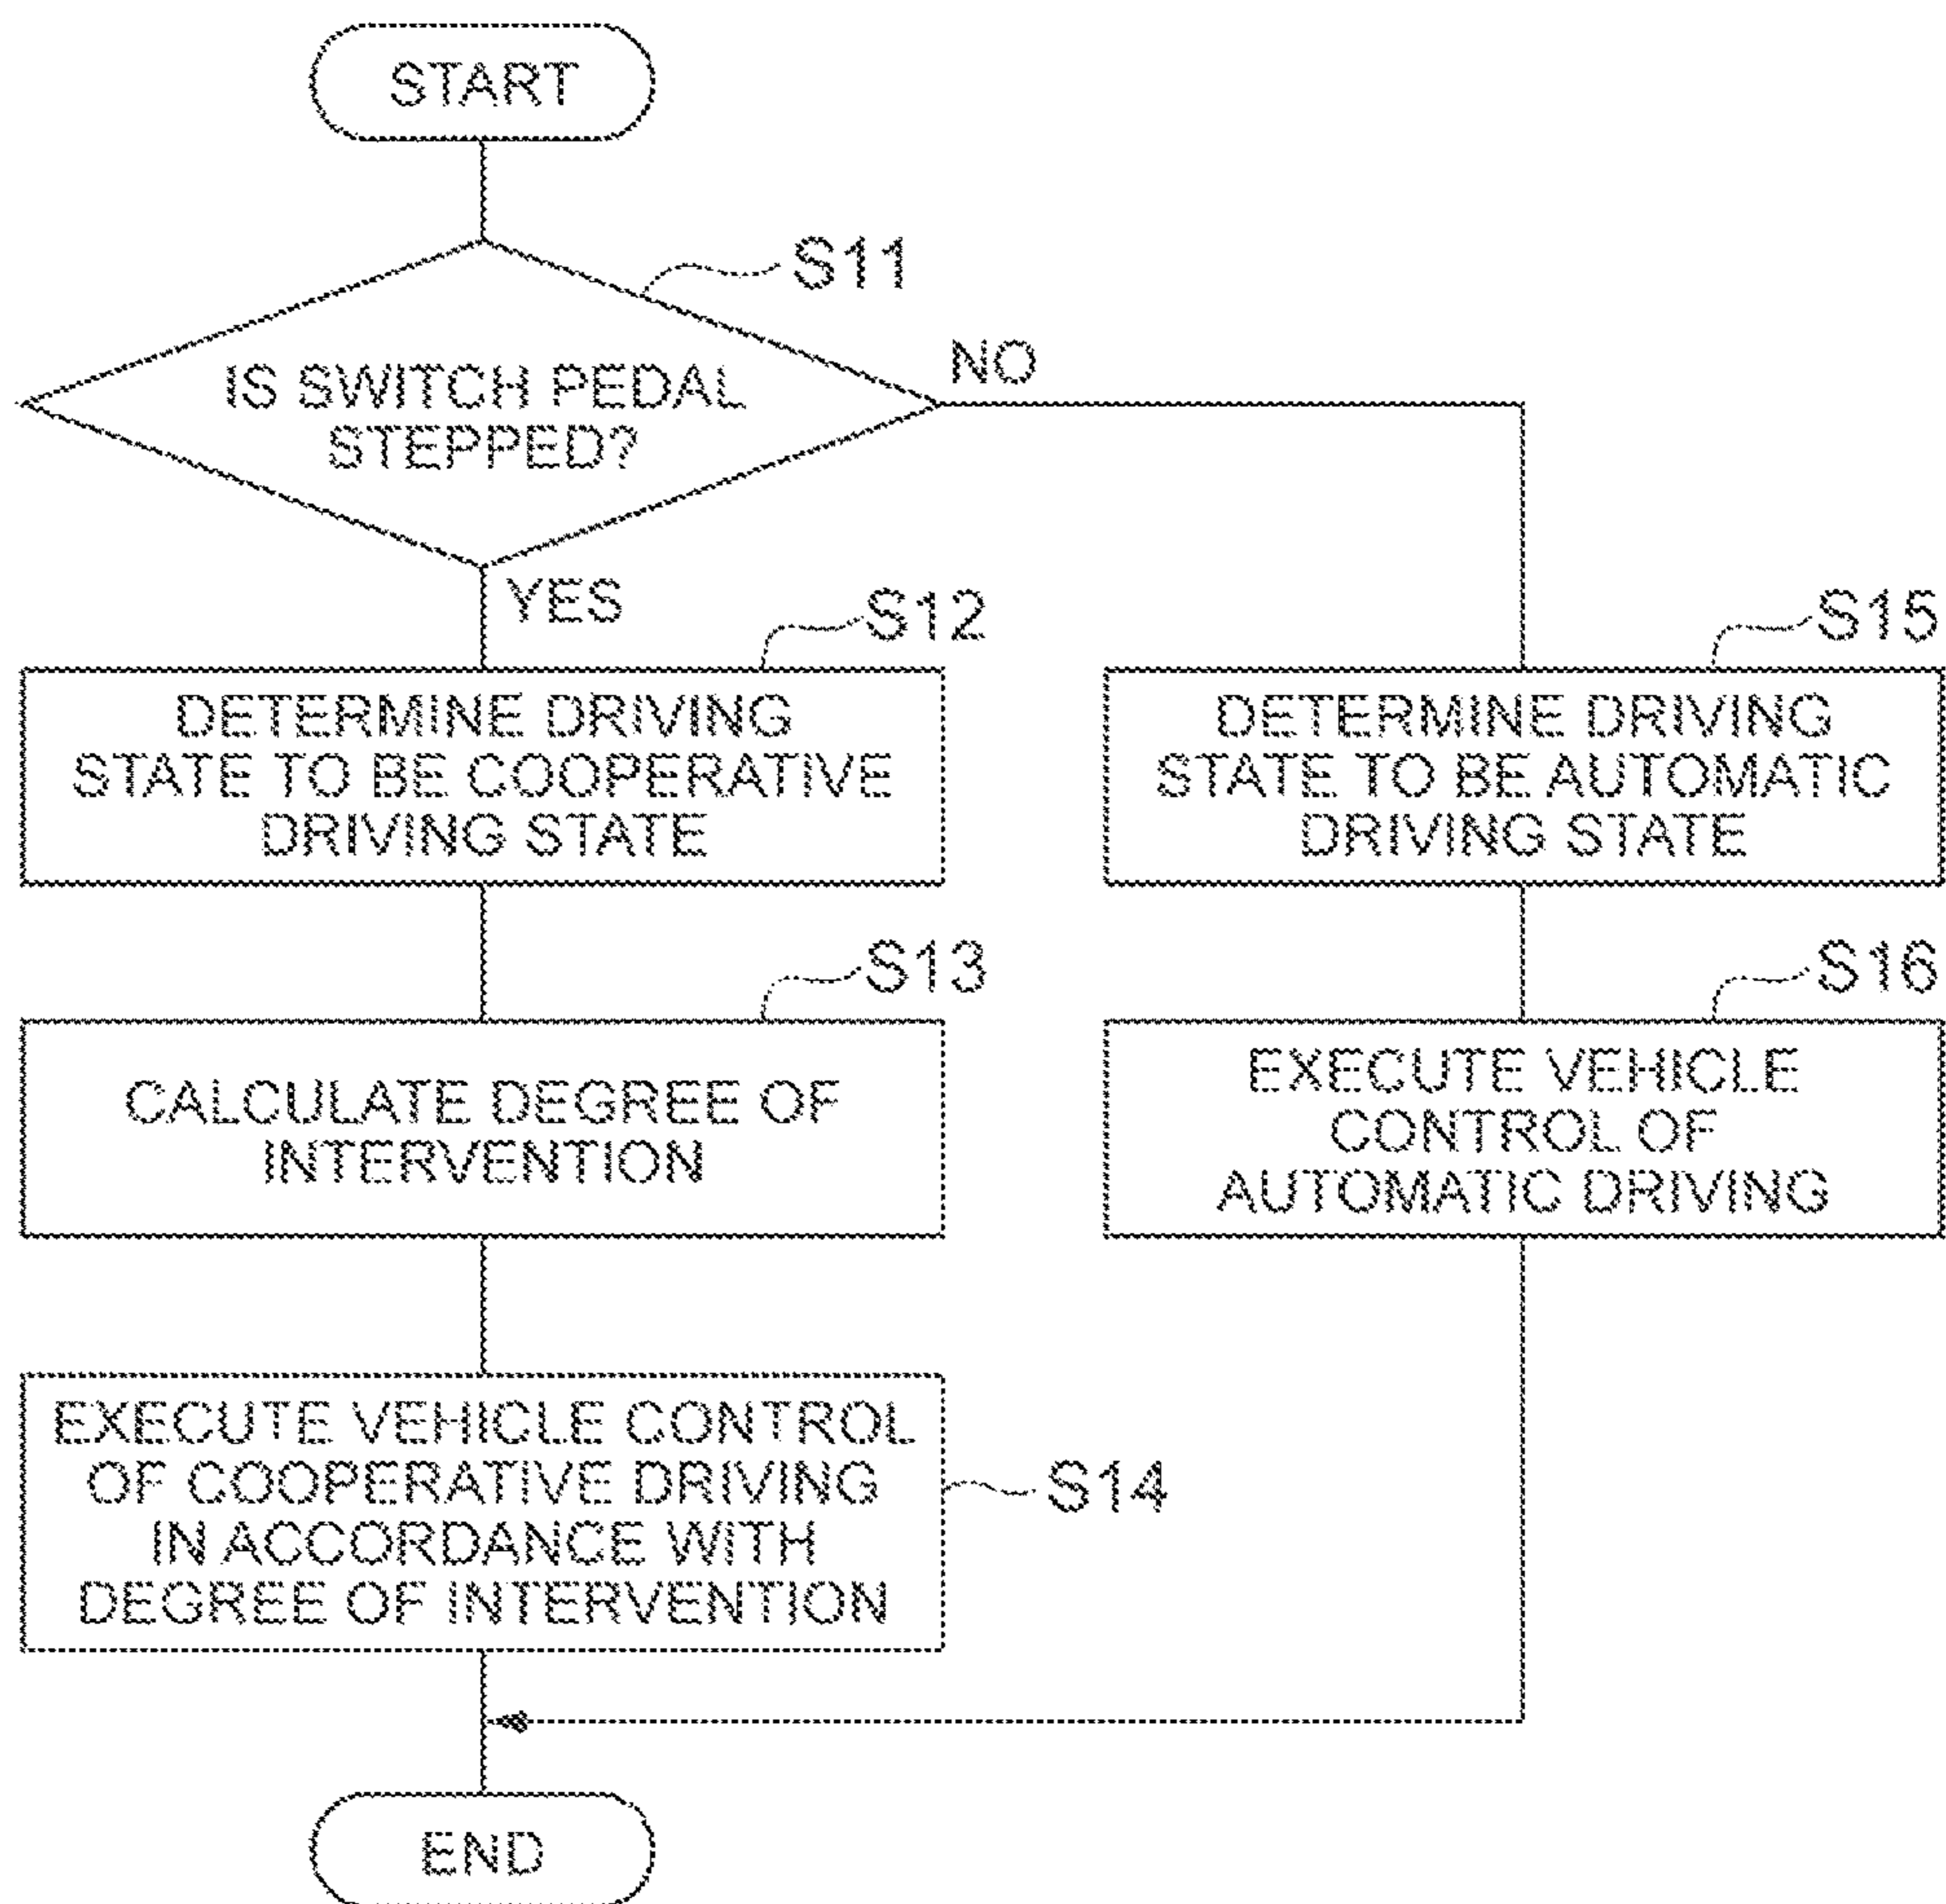 START
S11
IS SWITCH PEDAL
STEPPED?
NO
YES
S12
DETERMINE DRIVING
STATE TO BE COOPERATIVE
DRIVING STATE
S15
DETERMINE DRIVING
STATE TO BE AUTOMATIC
DRIVING STATE
S13
CALCULATE DEGREE OF
INTERVENTION
S16
EXECUTE VEHICLE
CONTROL OF
AUTOMATIC DRIVING
EXECUTE VEHICLE CONTROL
OF COOPERATIVE DRIVING
IN ACCORDANCE WITH
DEGREE OF INTERVENTION
S14
END